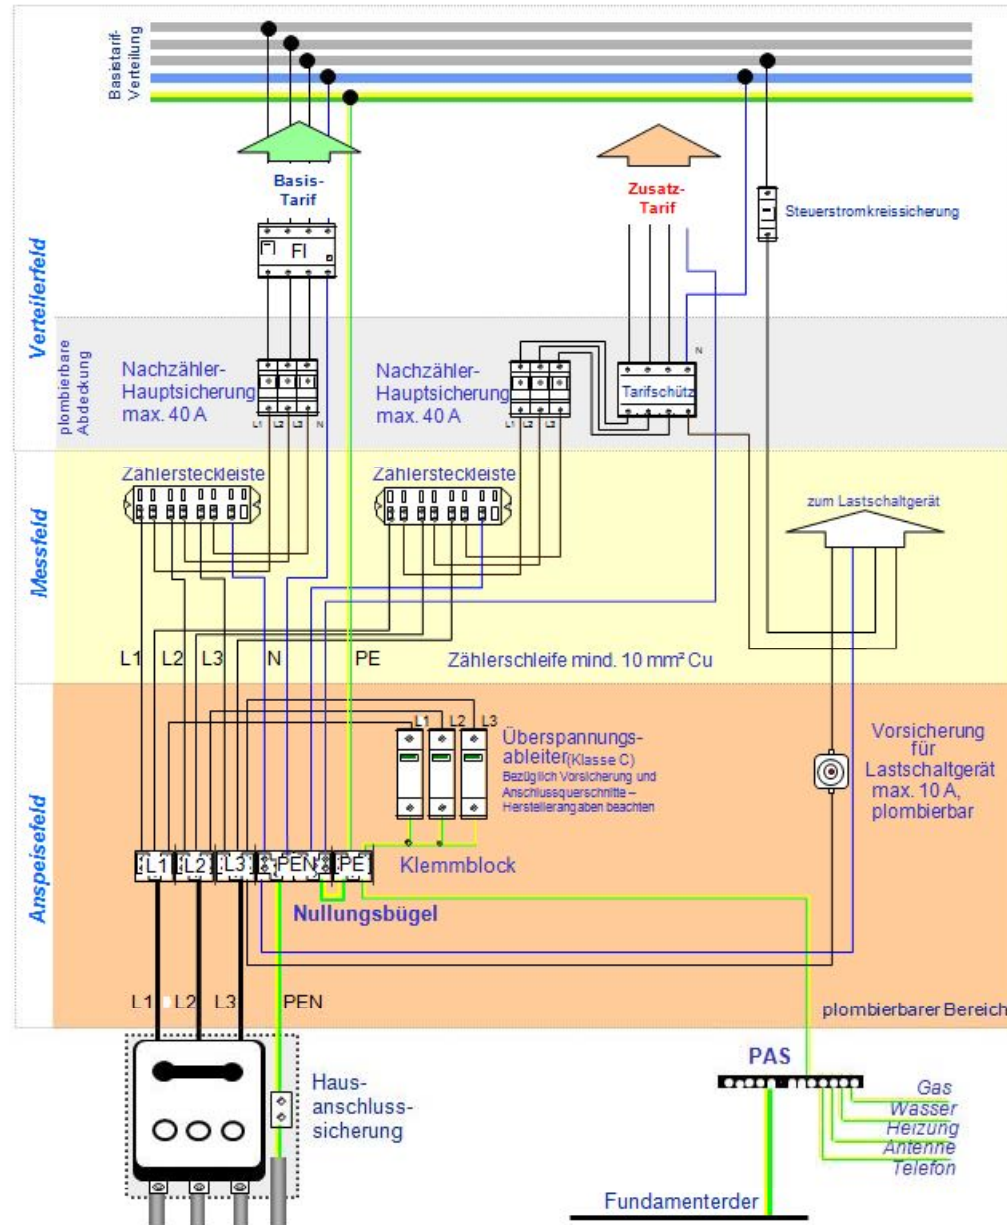 Basistarif-
Verteilung
Basis-
Tarif
Zusatz-
Tarif
Steuerstromkreissicherung
FI
Verteilerfeld
plombierbare
Abdeckung
Nachzähler-
Hauptsicherung
max. 40 A
L1 L2 L3 N
Nachzähler-
Hauptsicherung
max. 40 A
L1 L2 L3
N
Tarifschütz
Messfeld
Zählersteckleiste
Zählersteckleiste
zum Lastschaltgerät
L1 L2 L3 N PE
Zählerschleife mind. 10 mm² Cu
Anspeisefeld
L1 L2 L3
Überspannungs-
ableiter(Klasse C)
Bezüglich Vorsicherung und
Anschlussquerschnitte –
Herstellerangaben beachten
Vorsicherung
für
Lastschaltgerät
max. 10 A,
plombierbar
L1 L2 L3 PEN PE
Klemmblock
Nullungsbügel
L1 L2 L3 PEN
plombierbarer Bereich
Haus-
anschluss-
sicherung
PAS
Gas
Wasser
Heizung
Antenne
Telefon
Fundamenterder